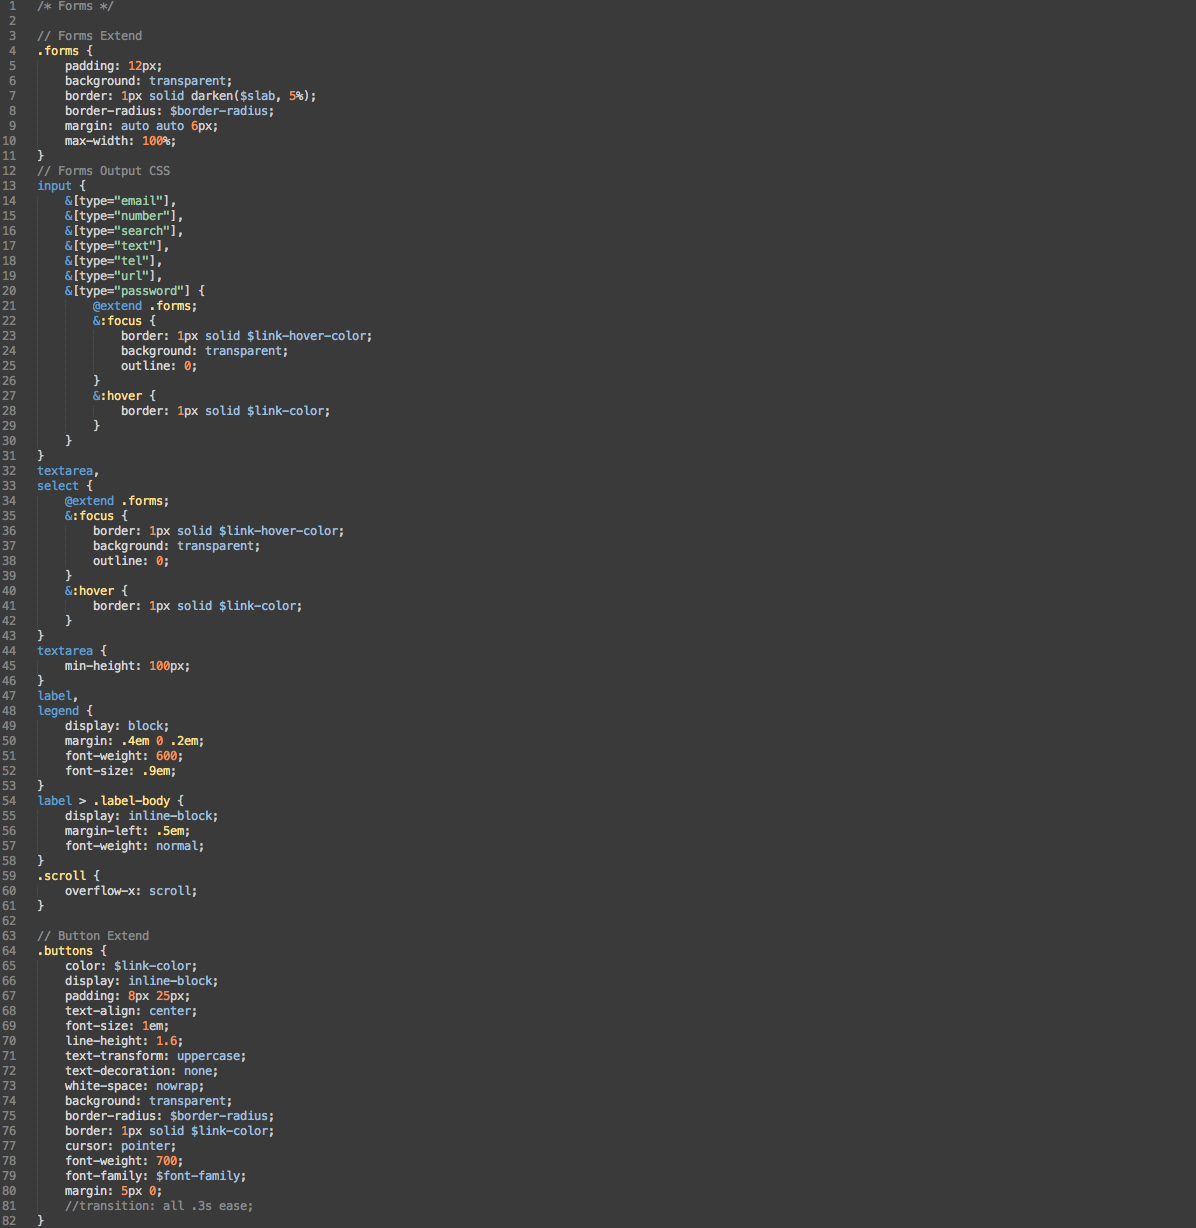 1 /* Forms */
2
3 // Forms Extend
4 .forms {
5     padding: 12px;
6     background: transparent;
7     border: 1px solid darken($slab, 5%);
8     border-radius: $border-radius;
9     margin: auto auto 6px;
10     max-width: 100%;
11 }
12 // Forms Output CSS
13 input {
14     &[type="email"],
15     &[type="number"],
16     &[type="search"],
17     &[type="text"],
18     &[type="tel"],
19     &[type="url"],
20     &[type="password"] {
21         @extend .forms;
22         &:focus {
23             border: 1px solid $link-hover-color;
24             background: transparent;
25             outline: 0;
26         }
27         &:hover {
28             border: 1px solid $link-color;
29         }
30     }
31 }
32 textarea,
33 select {
34     @extend .forms;
35     &:focus {
36         border: 1px solid $link-hover-color;
37         background: transparent;
38         outline: 0;
39     }
40     &:hover {
41         border: 1px solid $link-color;
42     }
43 }
44 textarea {
45     min-height: 100px;
46 }
47 label,
48 legend {
49     display: block;
50     margin: .4em 0 .2em;
51     font-weight: 600;
52     font-size: .9em;
53 }
54 label > .label-body {
55     display: inline-block;
56     margin-left: .5em;
57     font-weight: normal;
58 }
59 .scroll {
60     overflow-x: scroll;
61 }
62
63 // Button Extend
64 .buttons {
65     color: $link-color;
66     display: inline-block;
67     padding: 8px 25px;
68     text-align: center;
69     font-size: 1em;
70     line-height: 1.6;
71     text-transform: uppercase;
72     text-decoration: none;
73     white-space: nowrap;
74     background: transparent;
75     border-radius: $border-radius;
76     border: 1px solid $link-color;
77     cursor: pointer;
78     font-weight: 700;
79     font-family: $font-family;
80     margin: 5px 0;
81     //transition: all .3s ease;
82 }